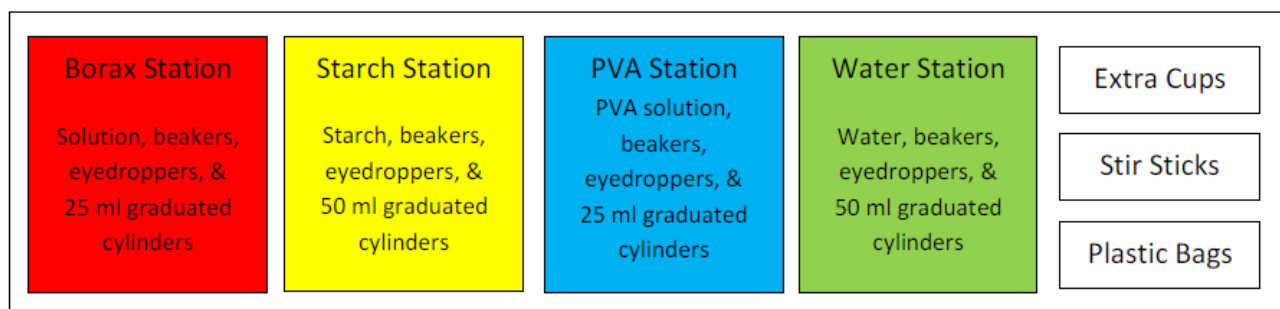 Borax Station
Solution, beakers,
eyedroppers, &
25 ml graduated
cylinders
Starch Station
Starch, beakers,
eyedroppers, &
50 ml graduated
cylinders
PVA Station
PVA solution,
beakers,
eyedroppers, &
25 ml graduated
cylinders
Water Station
Water, beakers,
eyedroppers, &
50 ml graduated
cylinders
Extra Cups
Stir Sticks
Plastic Bags